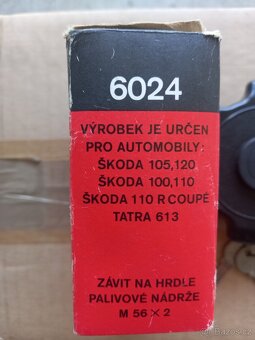 6024
VÝROBEK JE URČEN
PRO AUTOMOBILY:
ŠKODA 105,120
ŠKODA 100,110
ŠKODA 110 R COUPÉ
TATRA 613
ZÁVIT NA HRDLE
PALIVOVÉ NÁDRŽE
M 56 × 2